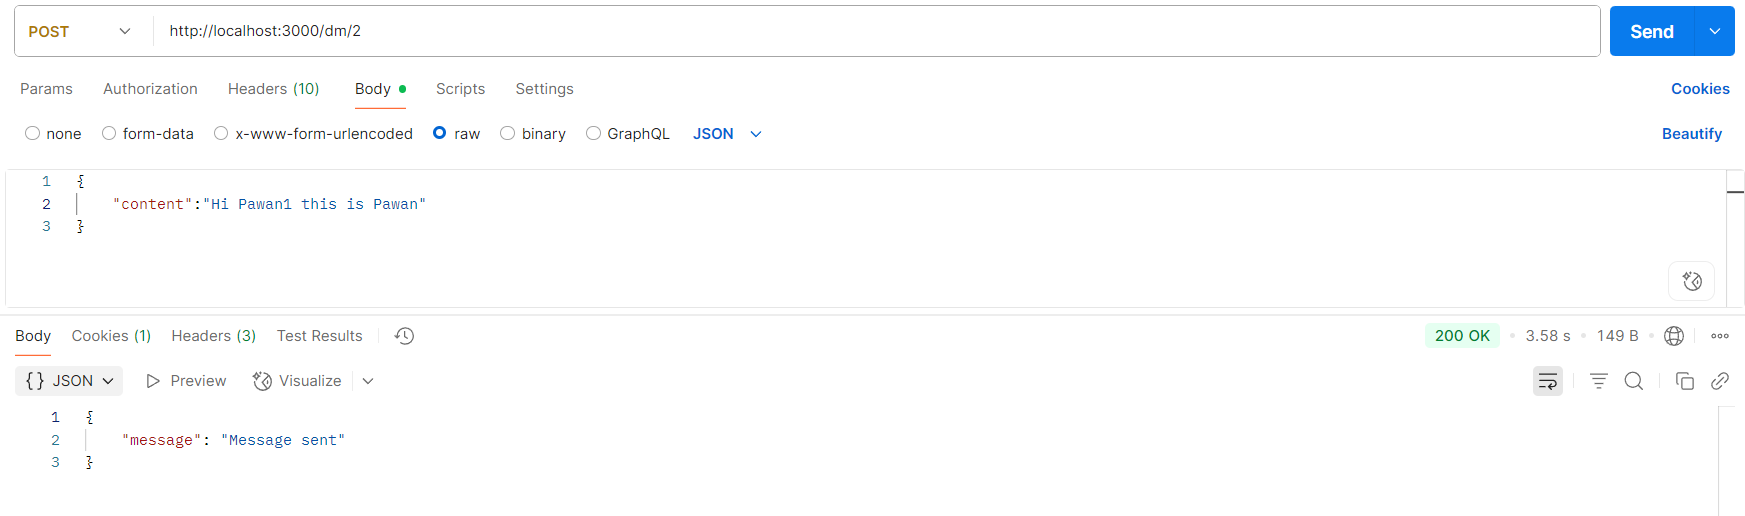 POST http://localhost:3000/dm/2 Send
Params Authorization Headers (10) Body Scripts Settings Cookies
none form-data x-www-form-urlencoded raw binary GraphQL JSON Beautify
1 {
2 "content":"Hi Pawan1 this is Pawan"
3 }
Body Cookies (1) Headers (3) Test Results 200 OK • 3.58 s • 149 B •
{} JSON Preview Visualize
1 {
2 "message": "Message sent"
3 }